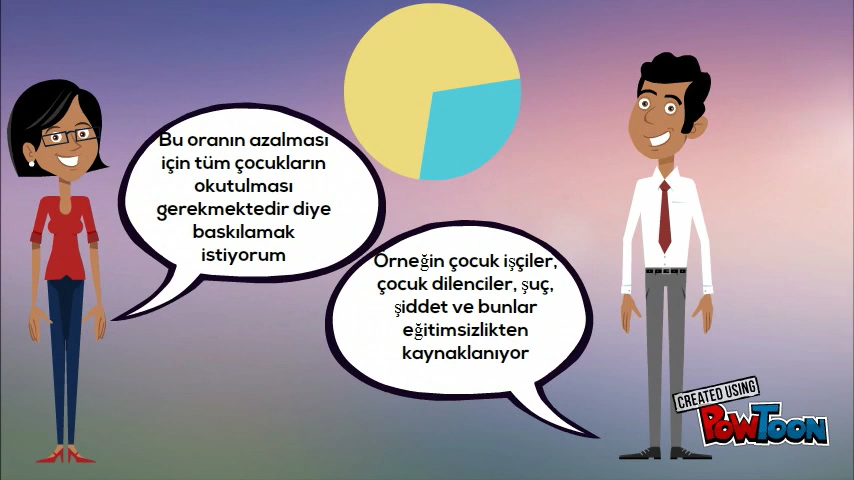 Bu oranın azalması
için tüm çocukların
okutulması
gerekmektedir diye
baskılamak
istiyorum
Örneğin çocuk işçiler,
çocuk dilenciler, şuç,
şiddet ve bunlar
eğitimsizlikten
kaynaklanıyor
CREATED USING
POWTOON